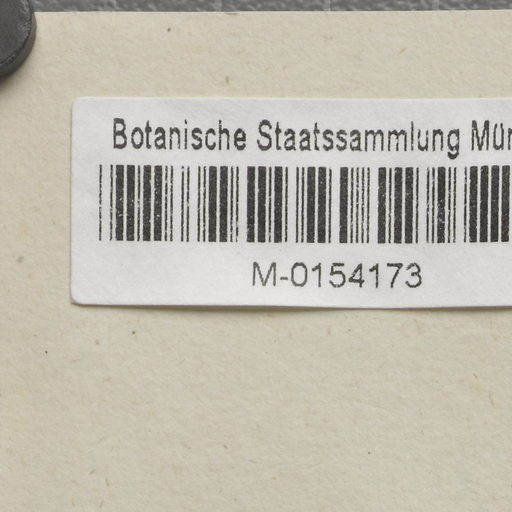 Botanische Staatssammlung Mün
M-0154173